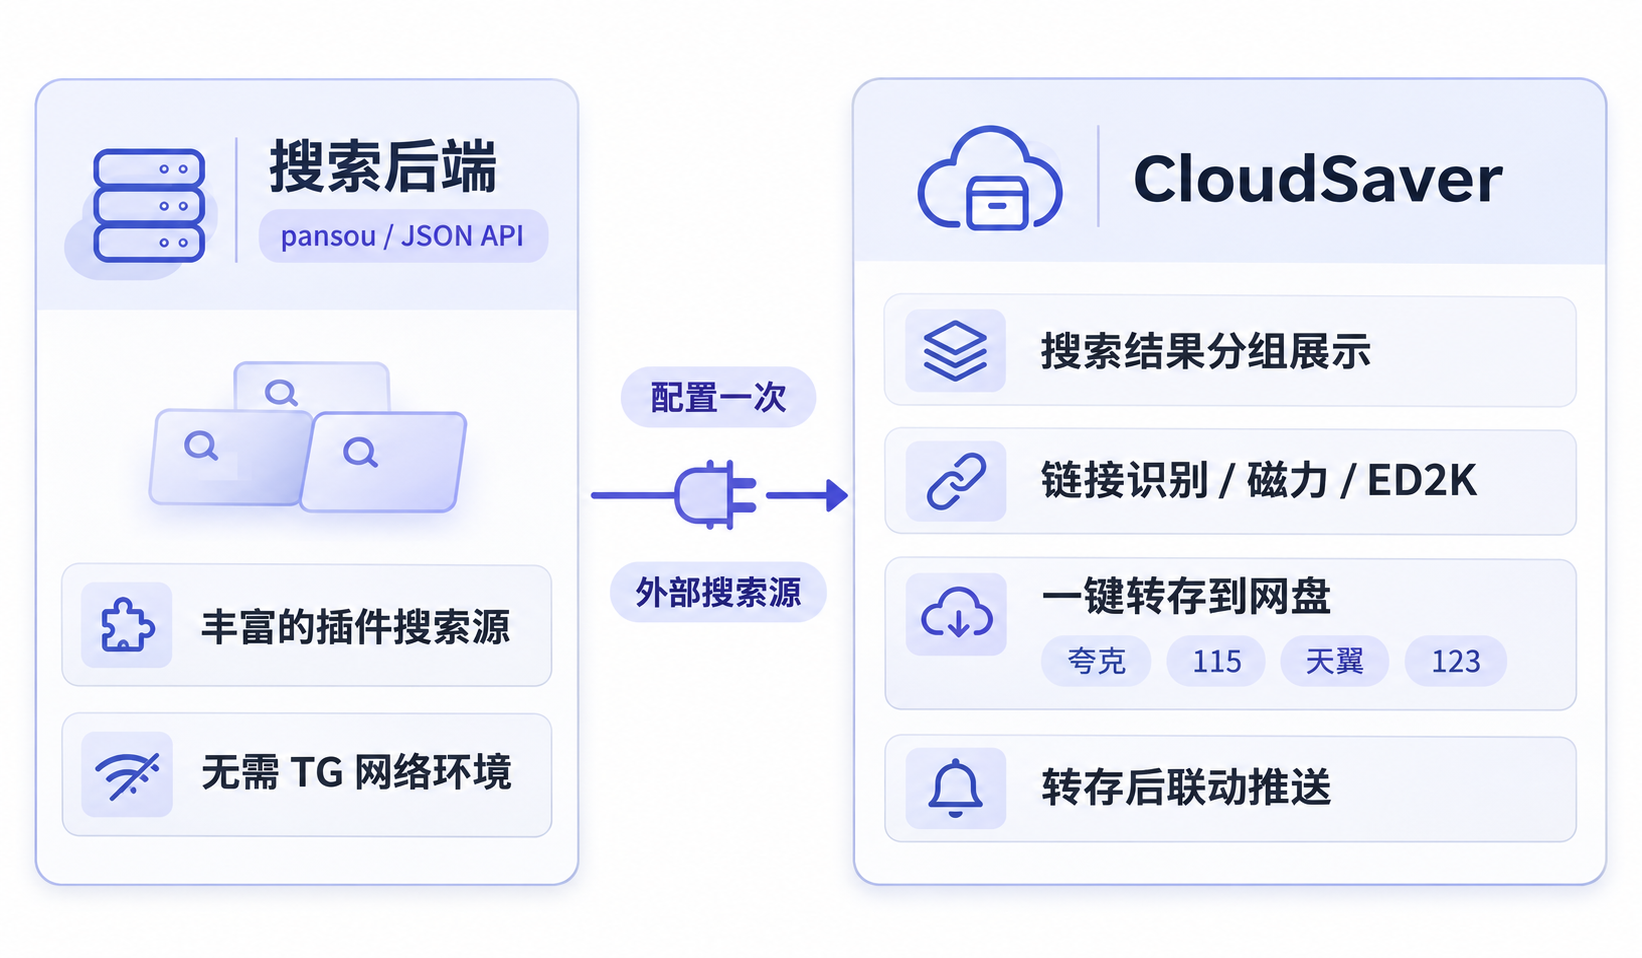 搜索后端
pansou / JSON API
丰富的插件搜索源
无需 TG 网络环境
配置一次
外部搜索源
CloudSaver
搜索结果分组展示
链接识别 / 磁力 / ED2K
一键转存到网盘
夸克 115 天翼 123
转存后联动推送